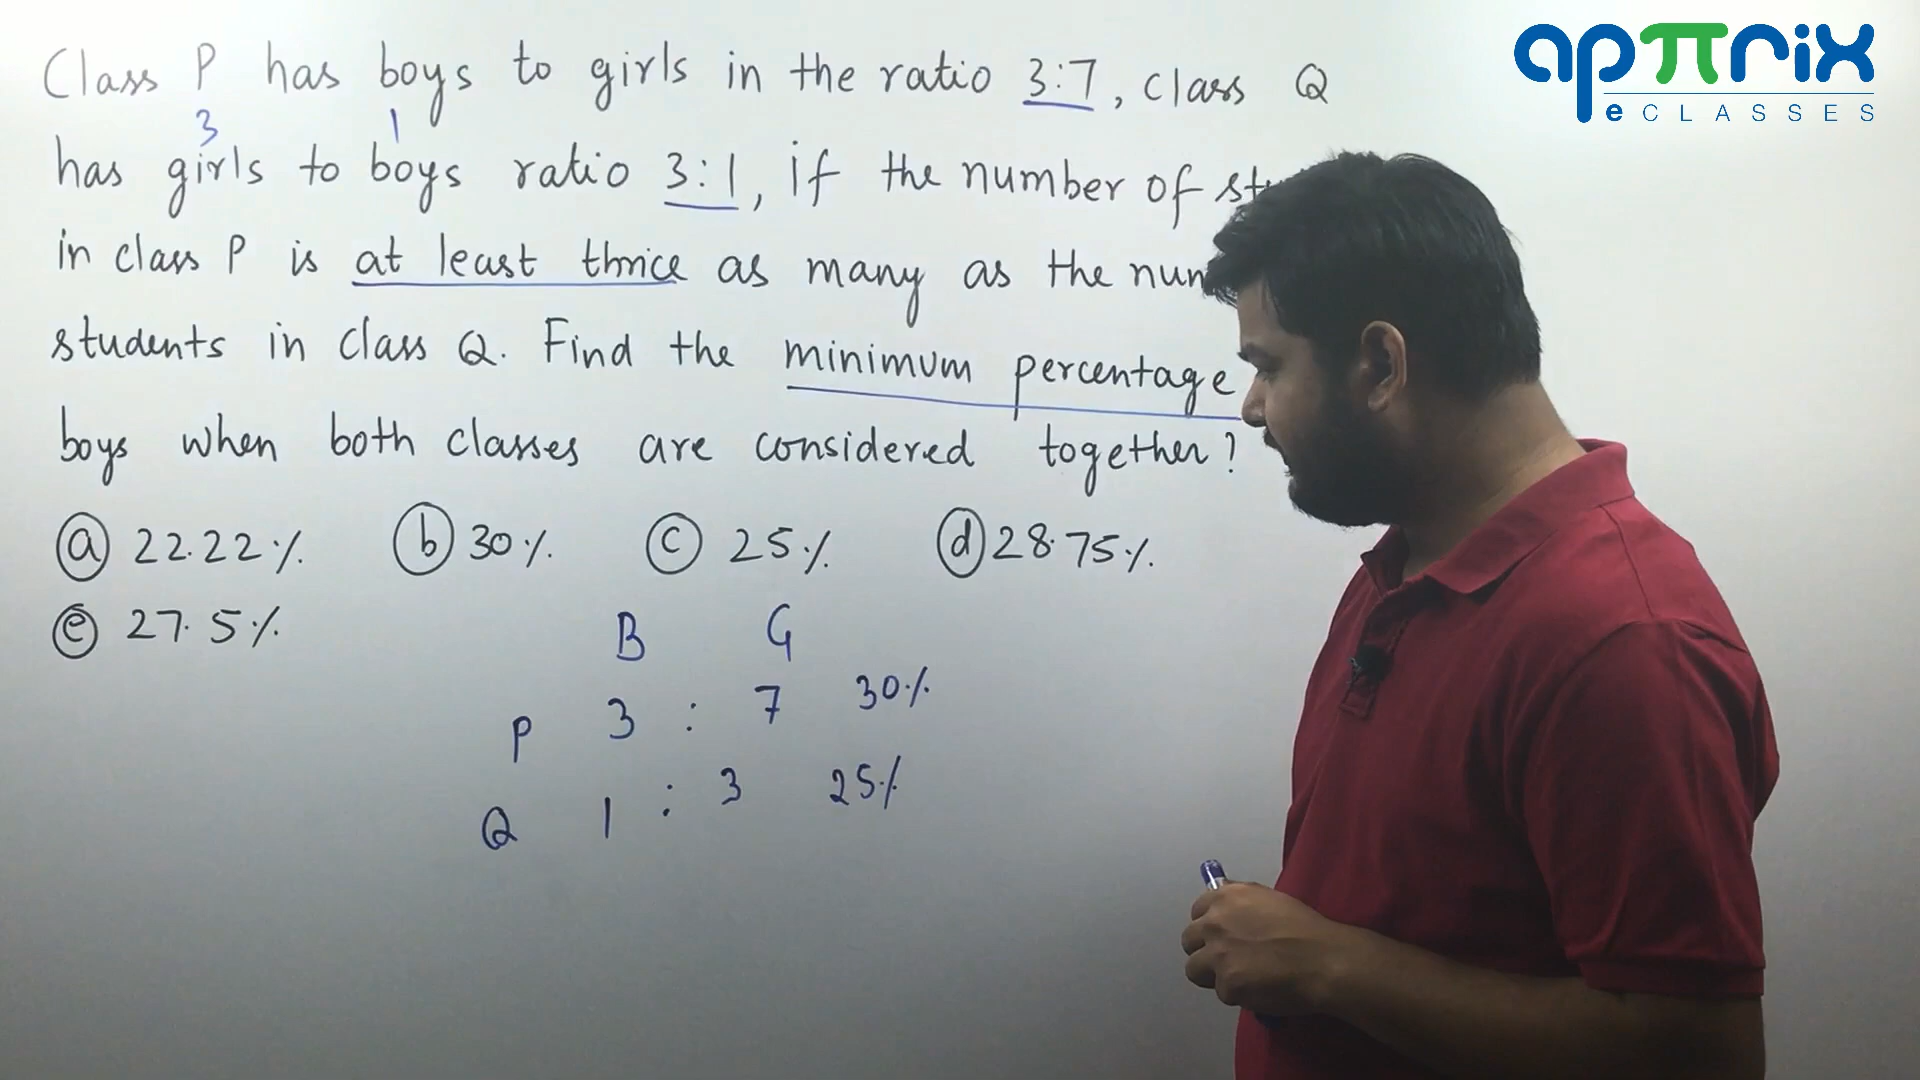 apπrix
eCLASSES
Class P has boys to girls in the ratio 3:7, class Q
3 1
has girls to boys ratio 3:1, if the number of
in class P is at least thrice as many as the
students in class Q. Find the minimum percentage
boys when both classes are considered together?
a 22.22% b 30% c 25% d 28.75%
e 27.5%
B G
P 3 : 7 30%
Q 1 : 3 25%